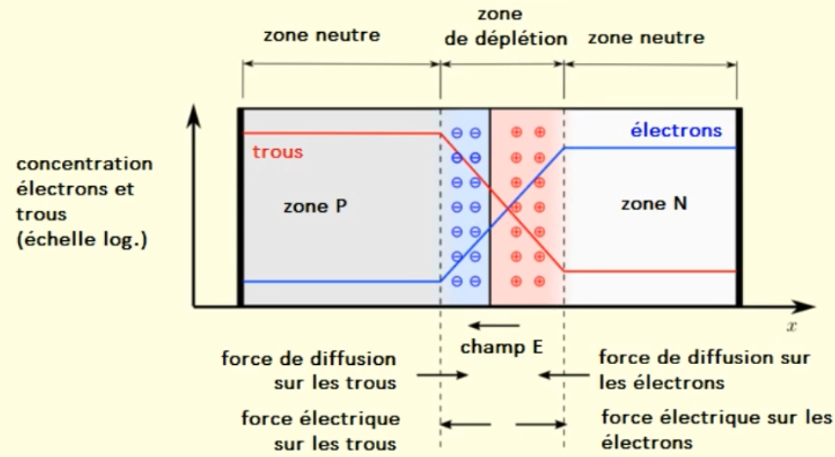 zone
zone neutre
de déplétion
zone neutre
concentration
électrons et
trous
(échelle log.)
trous
électrons
zone P
zone N
x
champ E
force de diffusion
sur les trous
force de diffusion sur
les électrons
force électrique
sur les trous
force électrique sur les
électrons